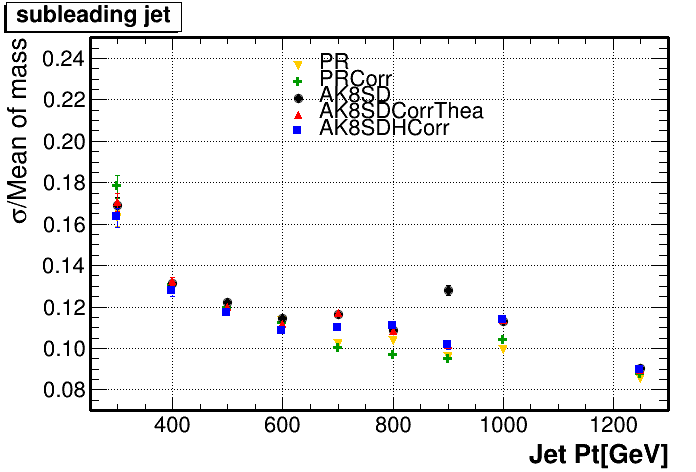 subleading jet
σ/Mean of mass
0.24
0.22
0.20
0.18
0.16
0.14
0.12
0.10
0.08
PR
PRCorr
AK8SD
AK8SDCorrThea
AK8SDHCorr
400 600 800 1000 1200
Jet Pt[GeV]